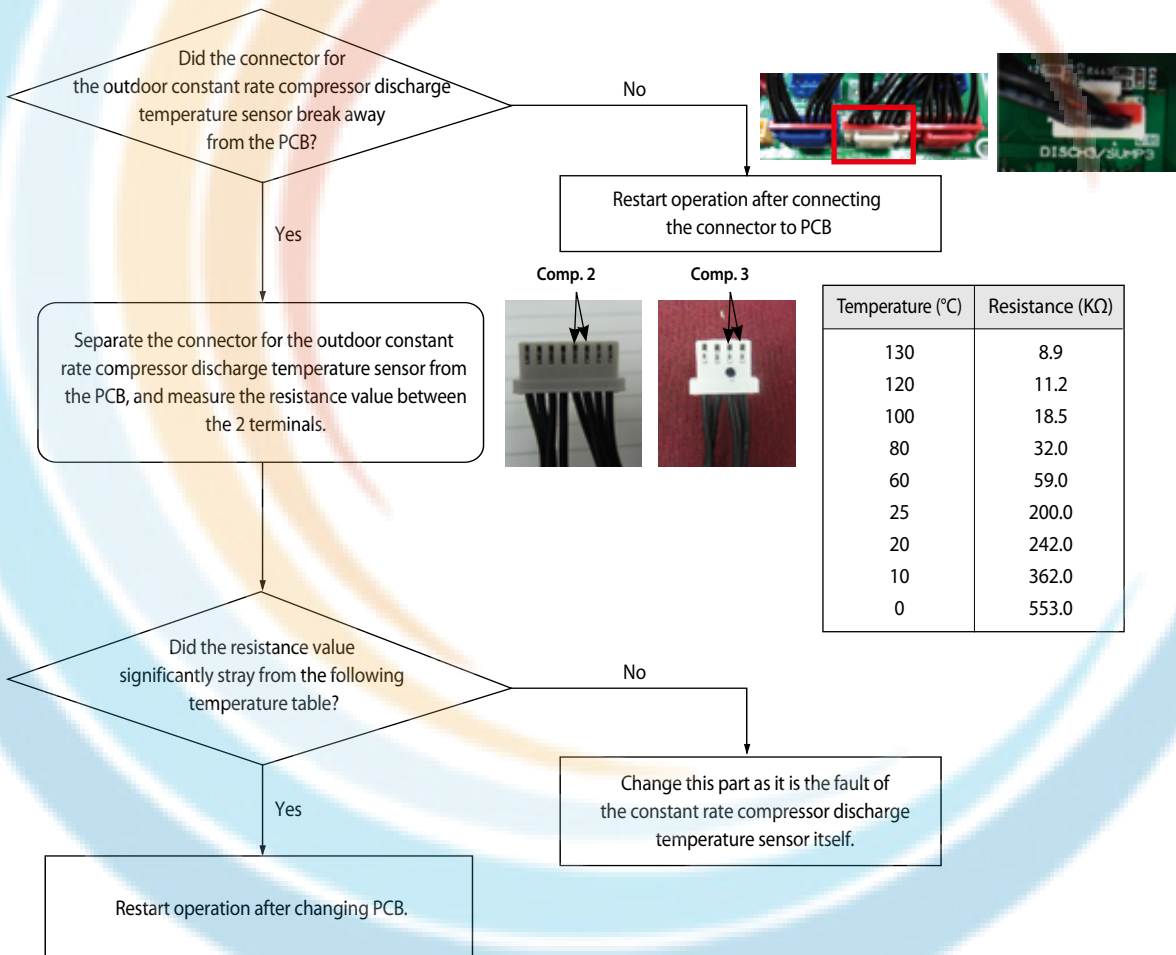 Did the connector for
the outdoor constant rate compressor discharge
temperature sensor break away
from the PCB?
No
DISCH3/SUMP3
Restart operation after connecting
the connector to PCB
Yes
Comp. 2
Comp. 3
Separate the connector for the outdoor constant
rate compressor discharge temperature sensor from
the PCB, and measure the resistance value between
the 2 terminals.
Temperature (°C) Resistance (KΩ)
130 8.9
120 11.2
100 18.5
80 32.0
60 59.0
25 200.0
20 242.0
10 362.0
0 553.0
Did the resistance value
significantly stray from the following
temperature table?
No
Change this part as it is the fault of
the constant rate compressor discharge
temperature sensor itself.
Yes
Restart operation after changing PCB.